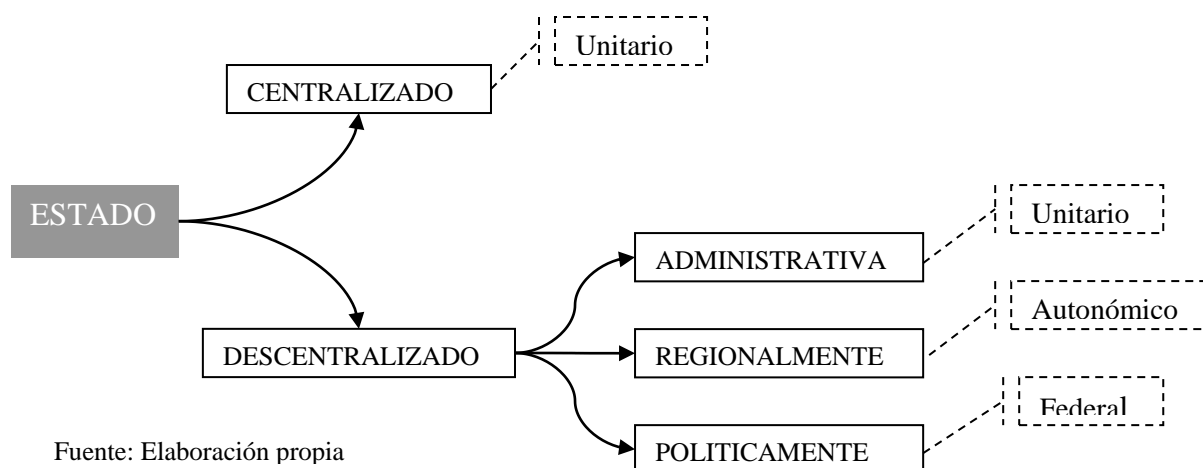 Unitario
CENTRALIZADO
ESTADO
Unitario
ADMINISTRATIVA
Autonómico
DESCENTRALIZADO
REGIONALMENTE
Federal
POLITICAMENTE
Fuente: Elaboración propia